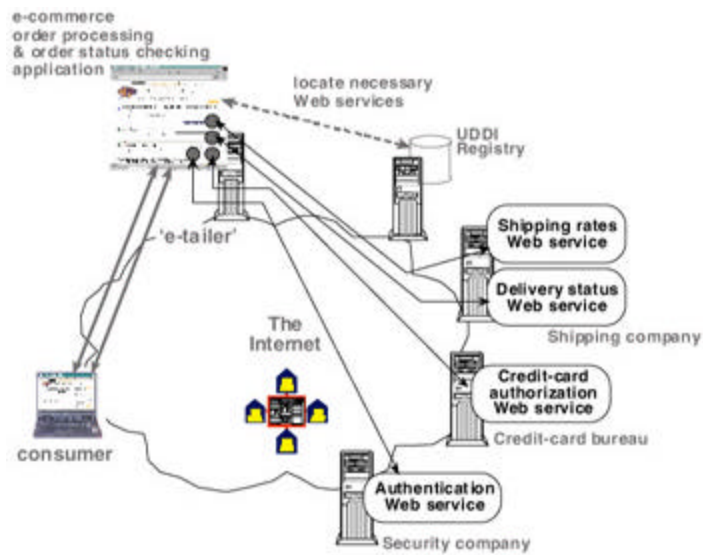 e-commerce
order processing
& order status checking
application
locate necessary
Web services
UDDI
Registry
'e-tailer'
Shipping rates
Web service
Delivery status
Web service
Shipping company
The
Internet
Credit-card
authorization
Web service
Credit-card bureau
consumer
Authentication
Web service
Security company